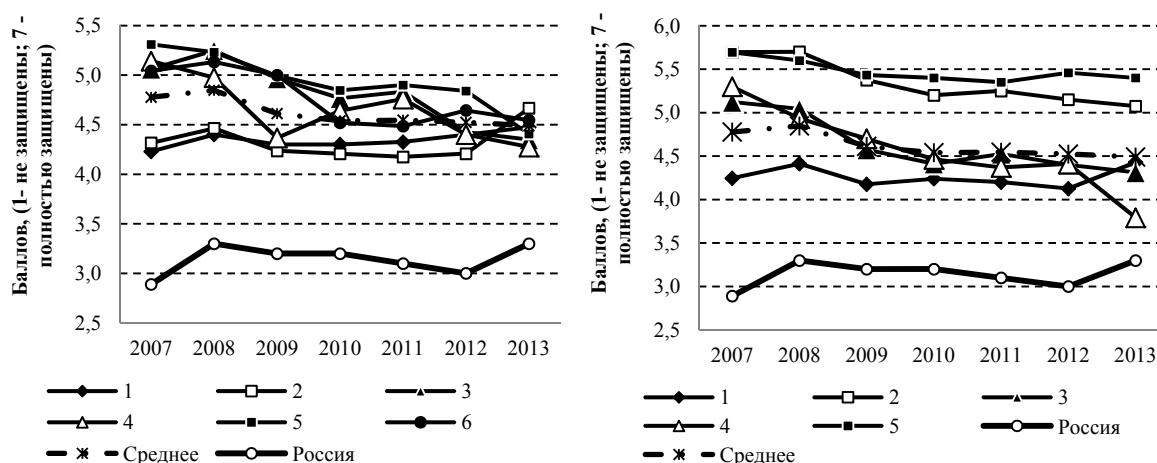 Баллов, (1- не защищены; 7 -
полностью защищены)
5,5
5,0
4,5
4,0
3,5
3,0
2,5
2007 2008 2009 2010 2011 2012 2013
1 2 3
4 5 6
Среднее Россия
Баллов, (1- не защищены; 7 -
полностью защищены)
6,0
5,5
5,0
4,5
4,0
3,5
3,0
2,5
2007 2008 2009 2010 2011 2012 2013
1 2 3
4 5 Россия
Среднее